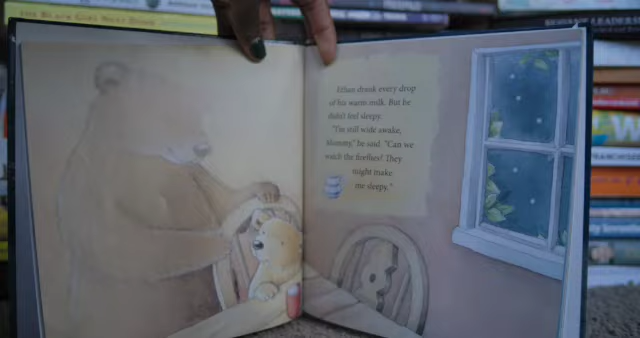 Ethan drank every drop
of his warm milk. But he
didn't feel sleepy.
"I'm still wide awake,
Mommy," he said. "Can we
watch the fireflies? They
might make
me sleepy."